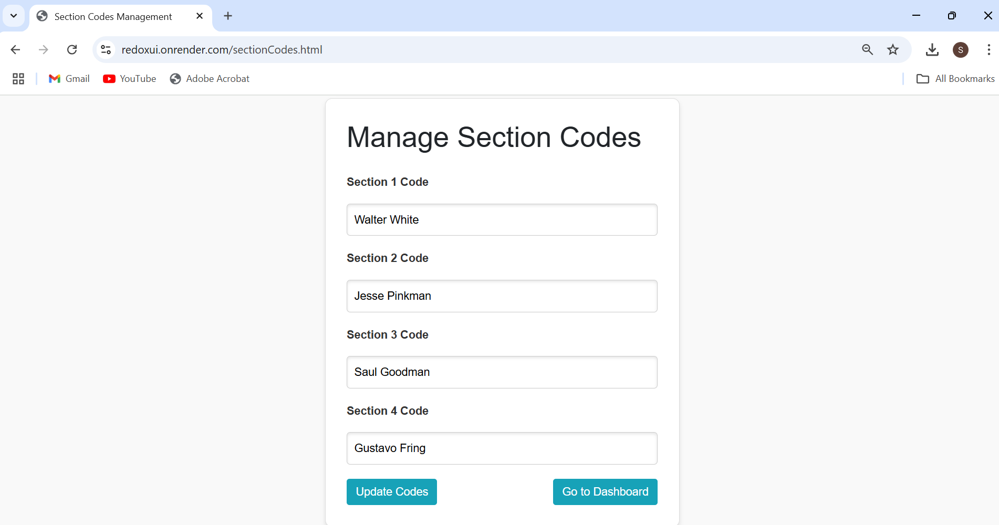 Section Codes Management
redoxui.onrender.com/sectionCodes.html
S
Gmail
YouTube
Adobe Acrobat
All Bookmarks
Manage Section Codes
Section 1 Code
Walter White
Section 2 Code
Jesse Pinkman
Section 3 Code
Saul Goodman
Section 4 Code
Gustavo Fring
Update Codes
Go to Dashboard